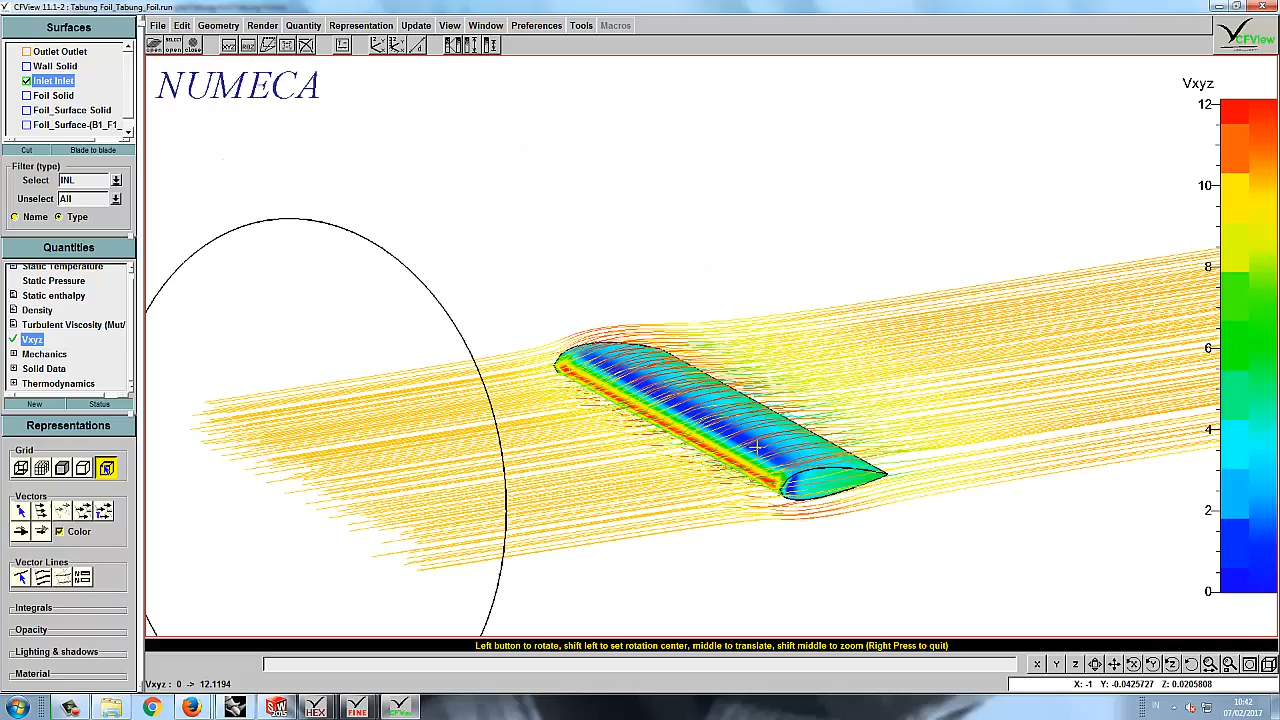 CFView 11.1-2 : Tabung Foil_Tabung_Foil.run
Surfaces
File Edit Geometry Render Quantity Representation Update View Window Preferences Tools Macros
CFView
Outlet Outlet
Wall Solid
Inlet Inlet
Foil Solid
Foil_Surface Solid
Foil_Surface-(B1_F1_
Cut Blade to blade
Filter (type)
Select INL
Unselect All
Name Type
Quantities
Static Temperature
Static Pressure
Static enthalpy
Density
Turbulent Viscosity (Mut/
Vxyz
Mechanics
Solid Data
Thermodynamics
New Status
Representations
Grid
Vectors
Color
Vector Lines
Integrals
Opacity
Lighting & shadows
Material
NUMECA
Vxyz
12
10
8
6
4
2
0
Left button to rotate, shift left to set rotation center, middle to translate, shift middle to zoom (Right Press to quit)
X Y Z
Vxyz : 0 -> 12.1194
X: -1 Y: -0.0425727 Z: 0.0205808
HEX
FINE
CFView
IN
10:42
07/02/2017